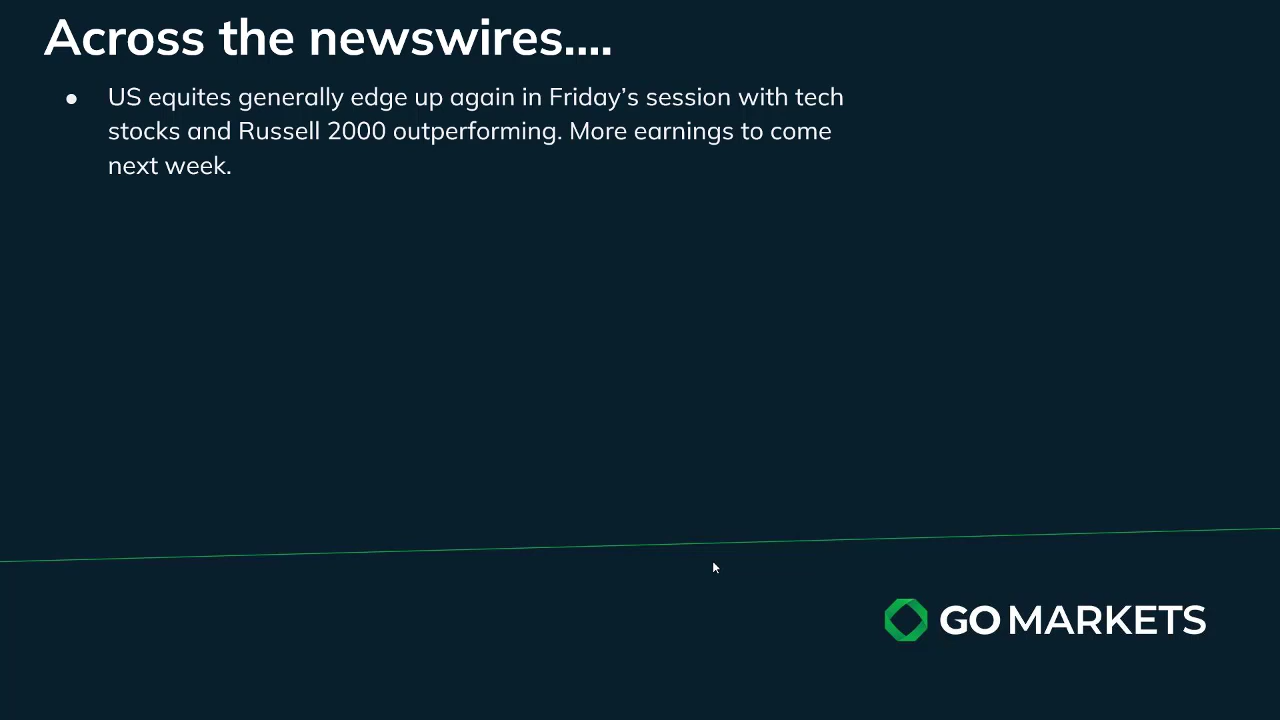 Across the newswires....
● US equites generally edge up again in Friday’s session with tech
stocks and Russell 2000 outperforming. More earnings to come
next week.
GO MARKETS